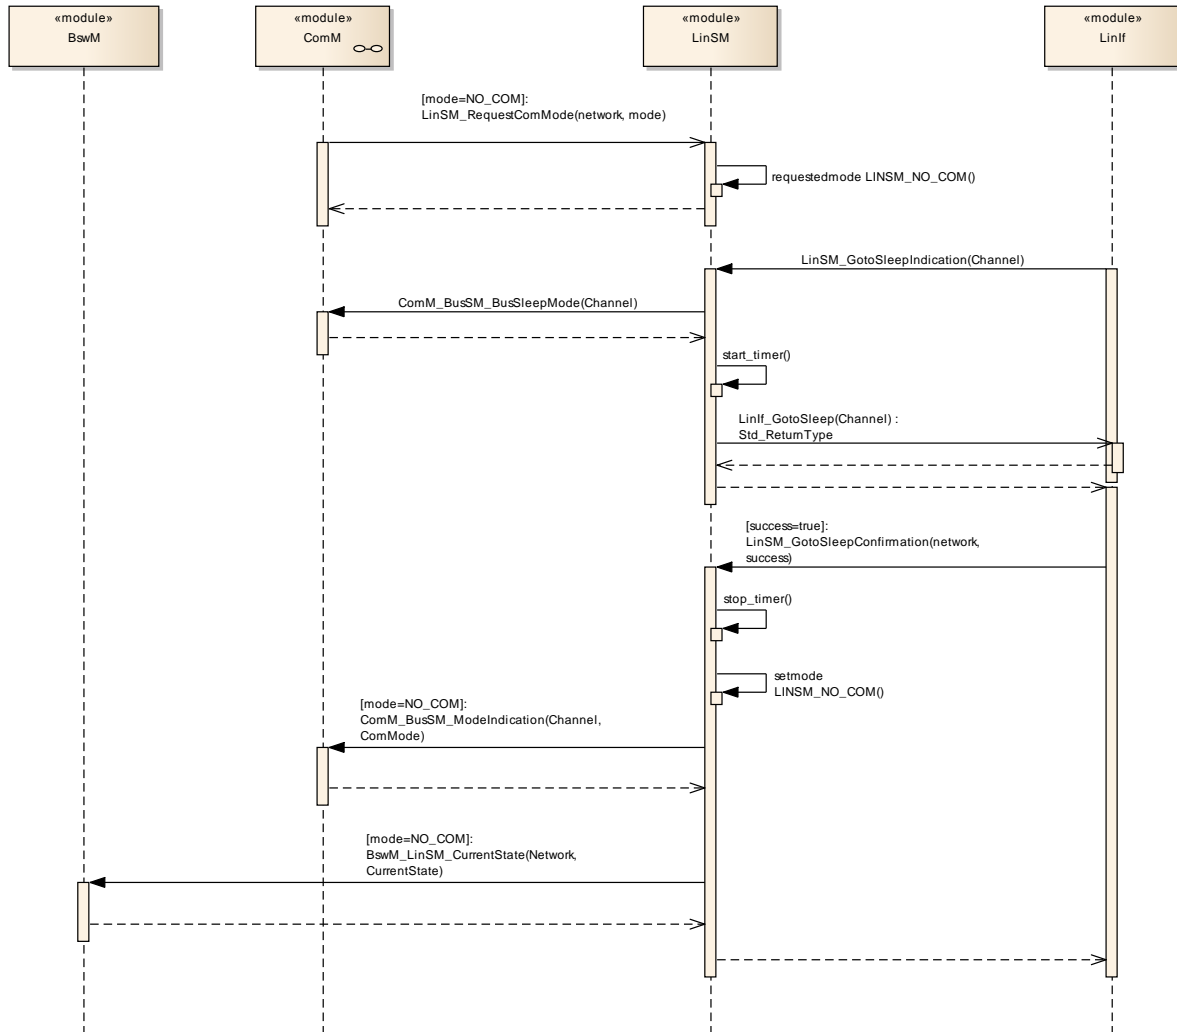 «module»
BswM
«module»
ComM
«module»
LinSM
«module»
LinIf
[mode=NO_COM]:
LinSM_RequestComMode(network, mode)
requestedmode LINSM_NO_COM()
LinSM_GotoSleepIndication(Channel)
ComM_BusSM_BusSleepMode(Channel)
start_timer()
LinIf_GotoSleep(Channel) :
Std_ReturnType
[success=true]:
LinSM_GotoSleepConfirmation(network,
success)
stop_timer()
setmode
LINSM_NO_COM()
[mode=NO_COM]:
ComM_BusSM_ModeIndication(Channel,
ComMode)
[mode=NO_COM]:
BswM_LinSM_CurrentState(Network,
CurrentState)